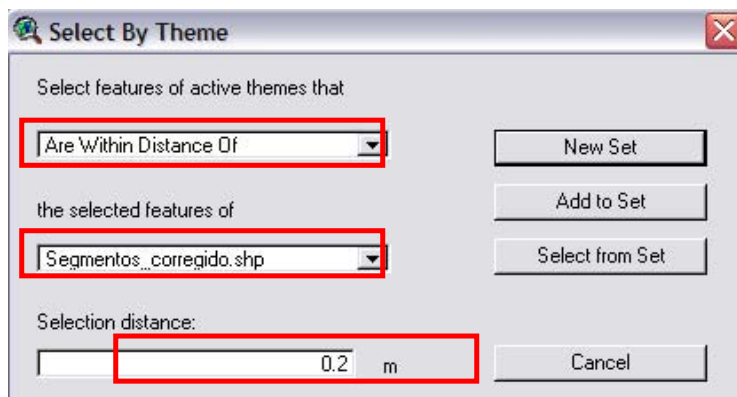 Select By Theme
Select features of active themes that
Are Within Distance Of
New Set
the selected features of
Add to Set
Segmentos_corregido.shp
Select from Set
Selection distance:
0.2 m
Cancel